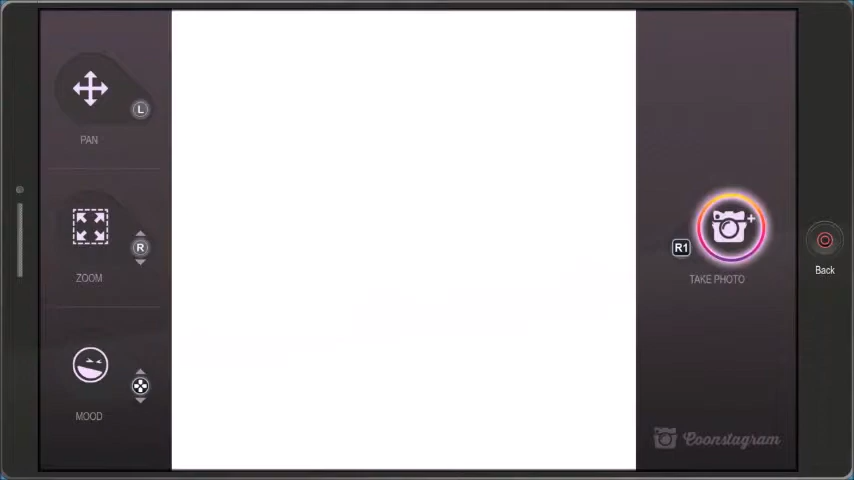 L
PAN
R
ZOOM
MOOD
R1
TAKE PHOTO
Back
Coonstagram